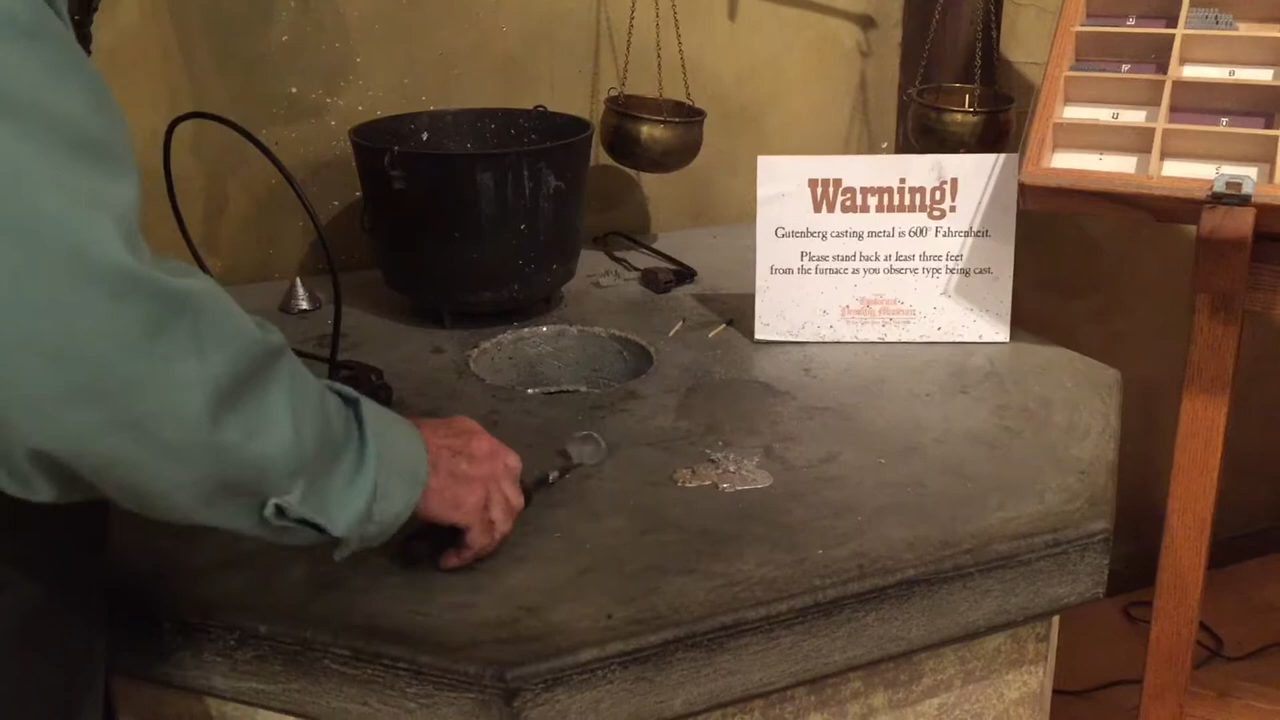 Warning!
Gutenberg casting metal is 600° Fahrenheit.
Please stand back at least three feet
from the furnace as you observe type being cast.
B